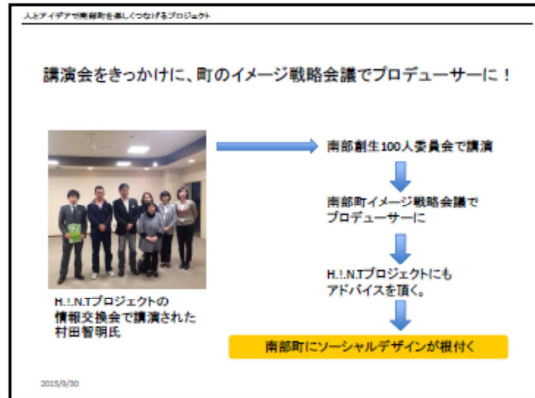 人とアイデアで南部町を楽しくつなげるプロジェクト
講演会をきっかけに、町のイメージ戦略会議でプロデューサーに！
南部創生100人委員会で講演
南部町イメージ戦略会議で
プロデューサーに
H.!.N.Tプロジェクトにも
アドバイスを頂く。
南部町にソーシャルデザインが根付く
H.!.N.Tプロジェクトの
情報交換会で講演された
村田智明氏
2015/9/30